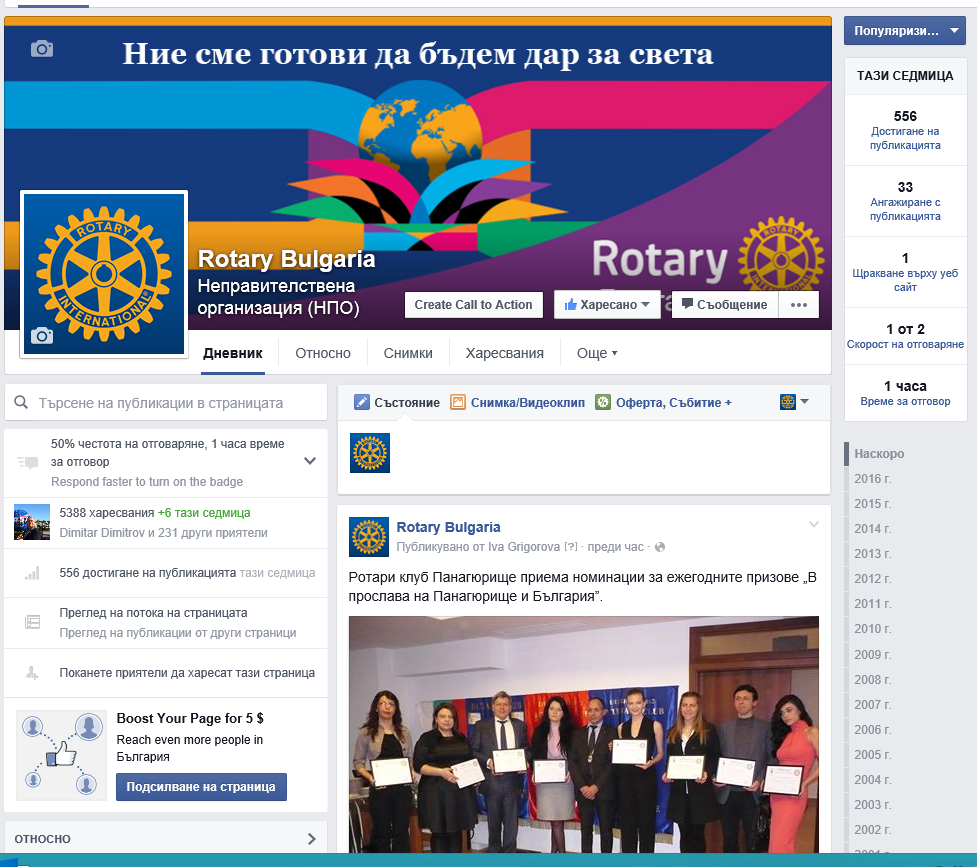 Ние сме готови да бъдем дар за света
ROTARY
INTERNATIONAL
Rotary Bulgaria
Неправителствена
организация (НПО)
Rotary
ROTARY
INTERNATIONAL
Create Call to Action
Харесано
Съобщение
Дневник
Относно
Снимки
Харесвания
Още
Популяризи...
ТАЗИ СЕДМИЦА
556
Достигане на
публикацията
33
Ангажиране с
публикацията
1
Щракване върху уеб
сайт
1 от 2
Скорост на отговаряне
1 часа
Време за отговор
Наскоро
2016 г.
2015 г.
2014 г.
2013 г.
2012 г.
2011 г.
2010 г.
2009 г.
2008 г.
2007 г.
2006 г.
2005 г.
2004 г.
2003 г.
2002 г.
Търсене на публикации в страницата
50% честота на отговаряне, 1 часа време
за отговор
Respond faster to turn on the badge
5388 харесвания +6 тази седмица
Dimitar Dimitrov и 231 други приятели
556 достигане на публикацията тази седмица
Преглед на потока на страницата
Преглед на публикации от други страници
Поканете приятели да харесат тази страница
Boost Your Page for 5 $
Reach even more people in
България
Подсилване на страница
ОТНОСНО
Състояние
Снимка/Видеоклип
Оферта, Събитие +
Rotary Bulgaria
Публикувано от Iva Grigorova [?] · преди час ·
Ротари клуб Панагюрище приема номинации за ежегодните призове „В
прослава на Панагюрище и България”.